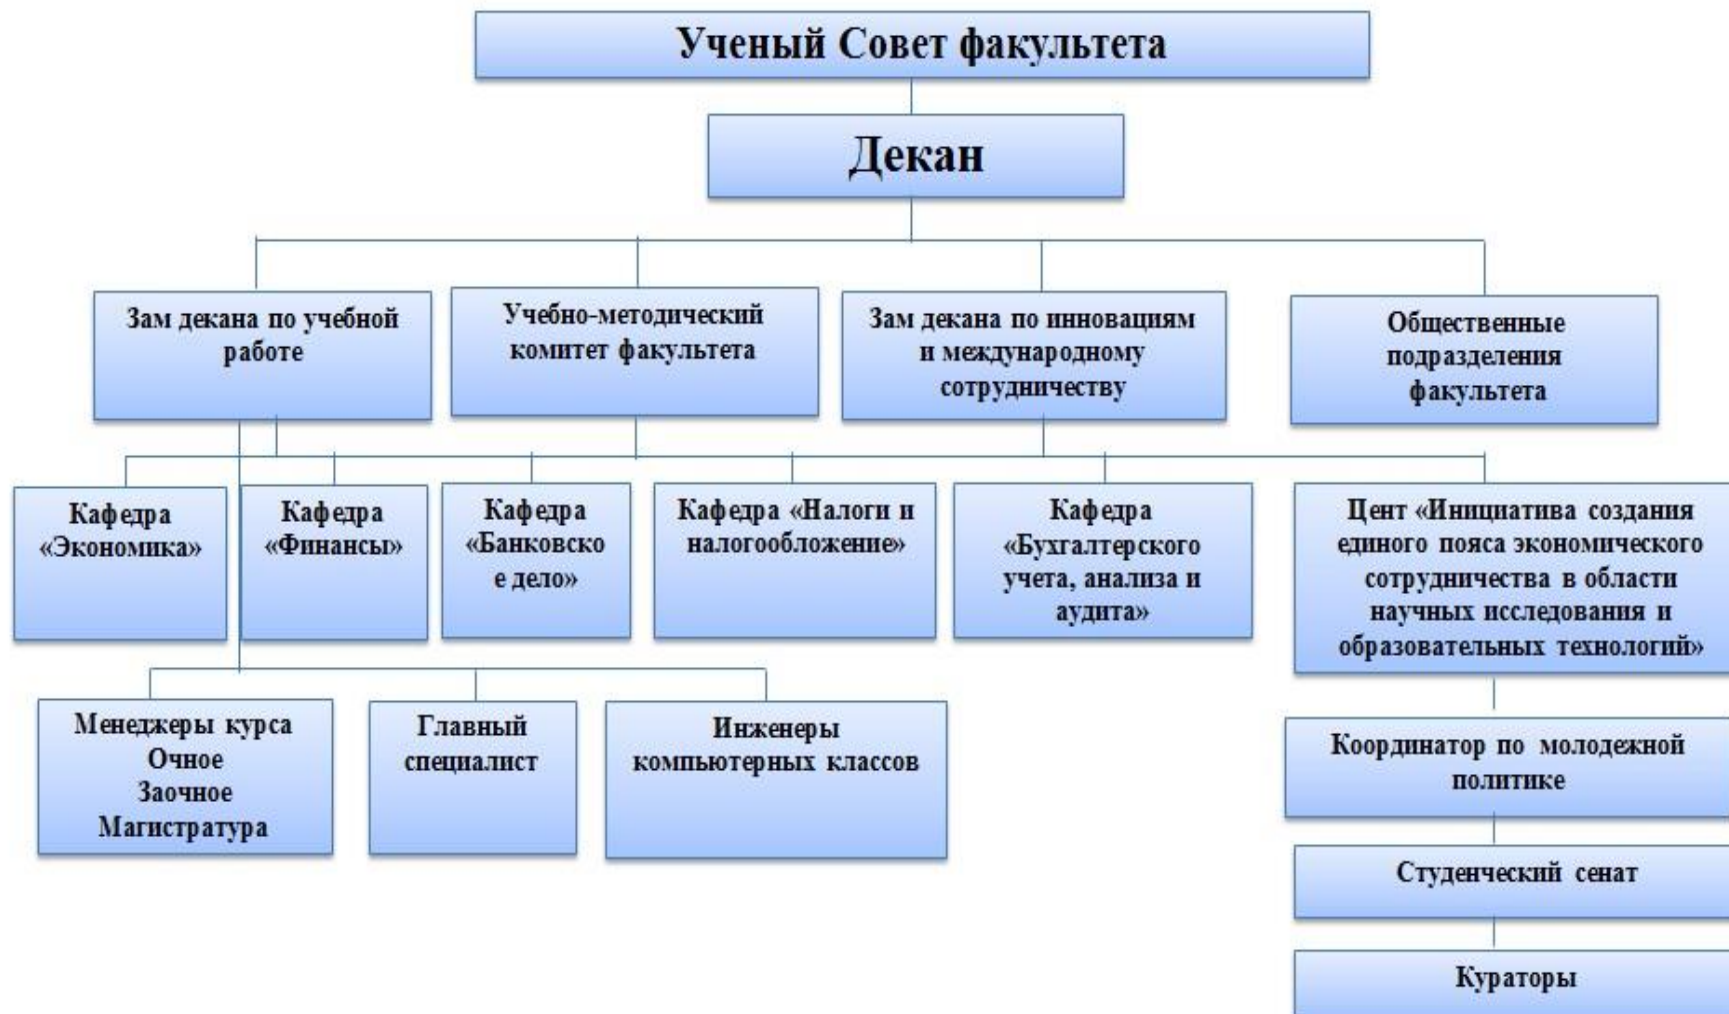 Ученый Совет факультета
Декан
Зам декана по учебной
работе
Учебно-методический
комитет факультета
Зам декана по инновациям
и международному
сотрудничеству
Общественные
подразделения
факультета
Кафедра
«Экономика»
Кафедра
«Финансы»
Кафедра
«Банковско
е дело»
Кафедра «Налоги и
налогообложение»
Кафедра
«Бухгалтерского
учета, анализа и
аудита»
Цент «Инициатива создания
единого пояса экономического
сотрудничества в области
научных исследования и
образовательных технологий»
Менеджеры курса
Очное
Заочное
Магистратура
Главный
специалист
Инженеры
компьютерных классов
Координатор по молодежной
политике
Студенческий сенат
Кураторы